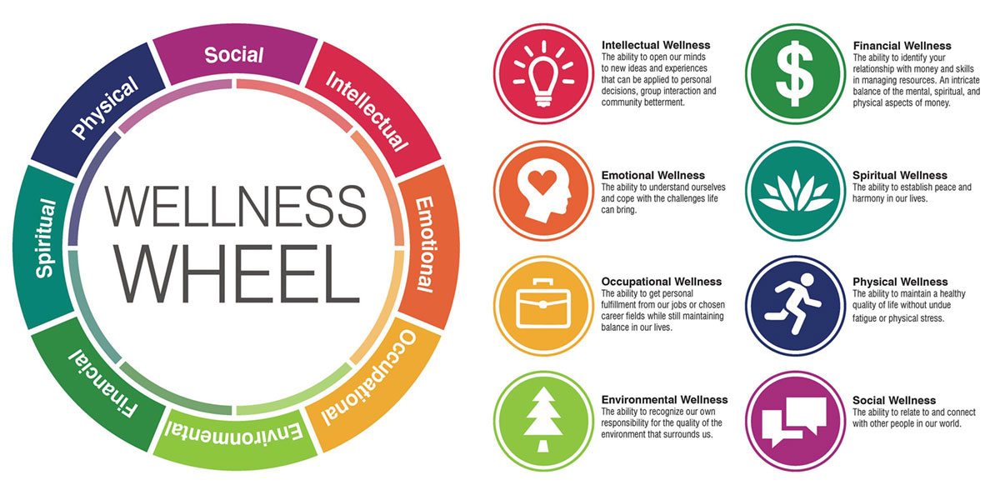 Social
Intellectual
Emotional
Occupational
Environmental
Financial
Spiritual
Physical
WELLNESS
WHEEL
Intellectual Wellness
The ability to open our minds
to new ideas and experiences
that can be applied to personal
decisions, group interaction and
community betterment.
Emotional Wellness
The ability to understand ourselves
and cope with the challenges life
can bring.
Occupational Wellness
The ability to get personal
fulfillment from our jobs or chosen
career fields while still maintaining
balance in our lives.
Environmental Wellness
The ability to recognize our own
responsibility for the quality of the
environment that surrounds us.
$
Financial Wellness
The ability to identify your
relationship with money and skills
in managing resources. An intricate
balance of the mental, spiritual, and
physical aspects of money.
Spiritual Wellness
The ability to establish peace and
harmony in our lives.
Physical Wellness
The ability to maintain a healthy
quality of life without undue
fatigue or physical stress.
Social Wellness
The ability to relate to and connect
with other people in our world.